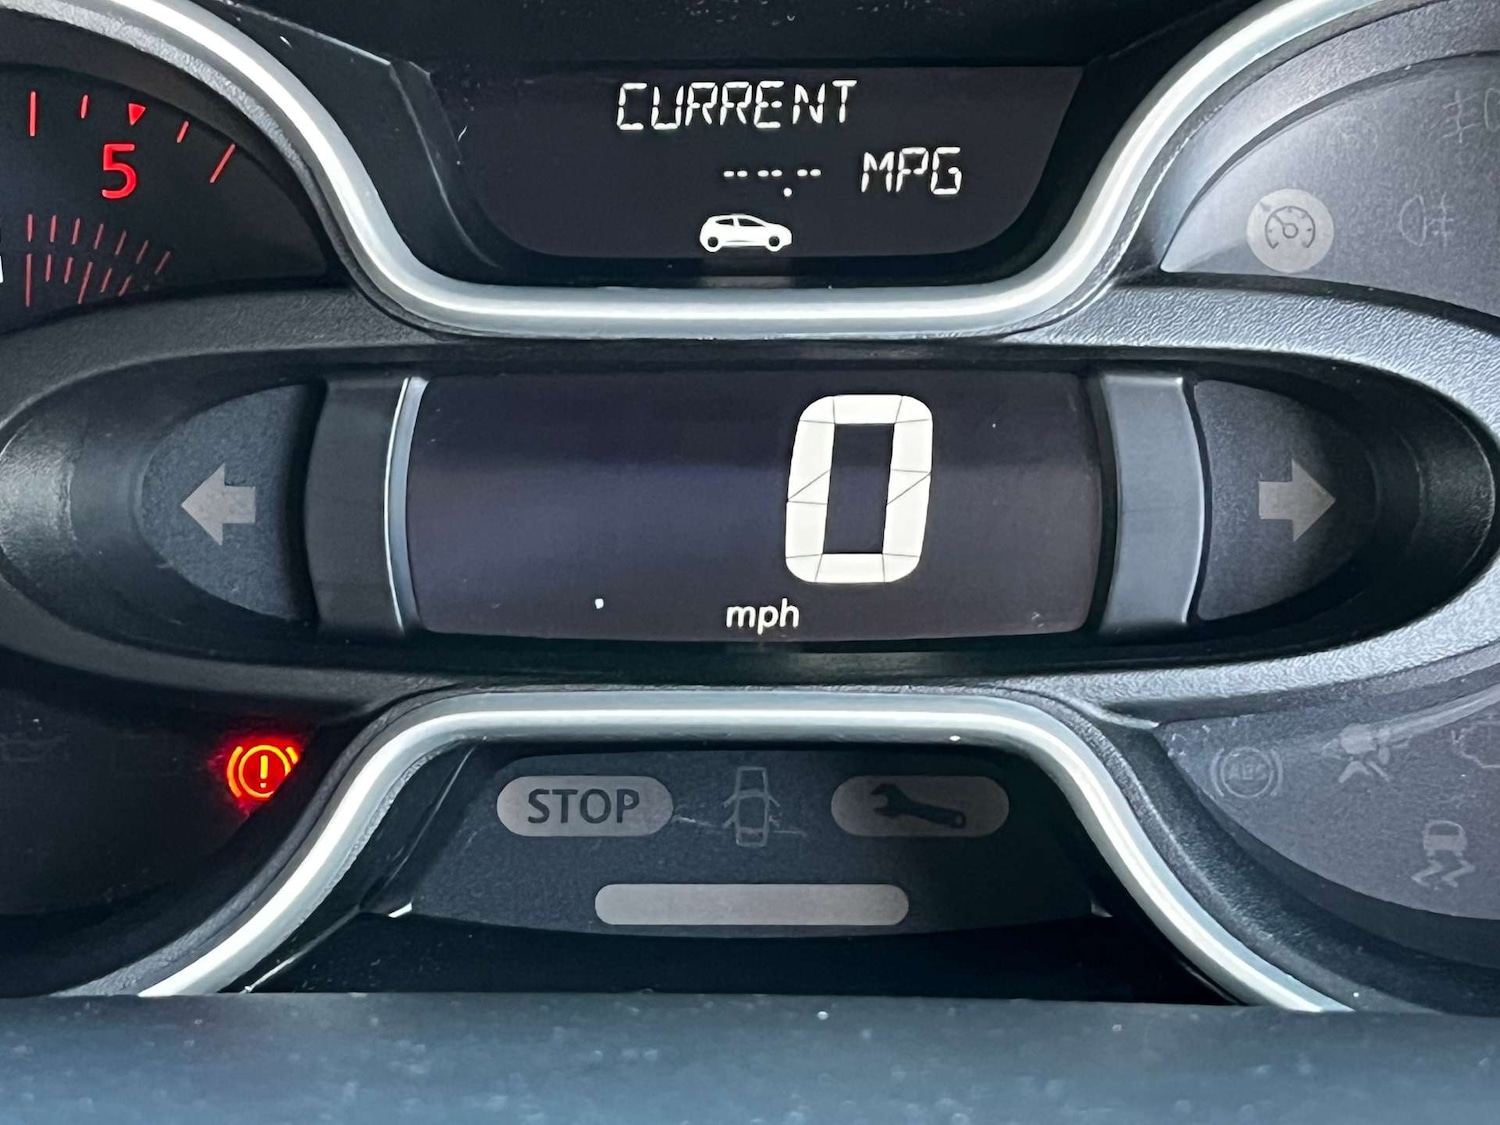 CURRENT
5
---.-- MPG
0
mph
!
STOP